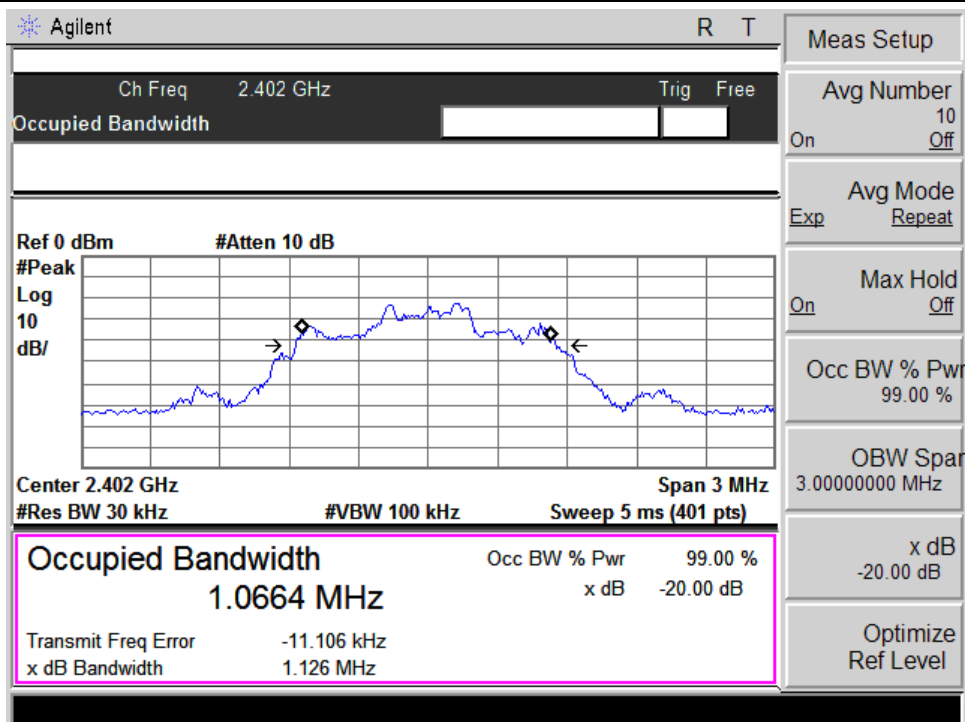 Agilent R T
Ch Freq 2.402 GHz Trig Free
Occupied Bandwidth
Ref 0 dBm #Atten 10 dB
#Peak
Log
10
dB/
Center 2.402 GHz Span 3 MHz
#Res BW 30 kHz #VBW 100 kHz Sweep 5 ms (401 pts)
Occupied Bandwidth Occ BW % Pwr 99.00 %
1.0664 MHz x dB -20.00 dB
Transmit Freq Error -11.106 kHz
x dB Bandwidth 1.126 MHz
Meas Setup
Avg Number
10
On Off
Avg Mode
Exp Repeat
Max Hold
On Off
Occ BW % Pwr
99.00 %
OBW Span
3.00000000 MHz
x dB
-20.00 dB
Optimize
Ref Level